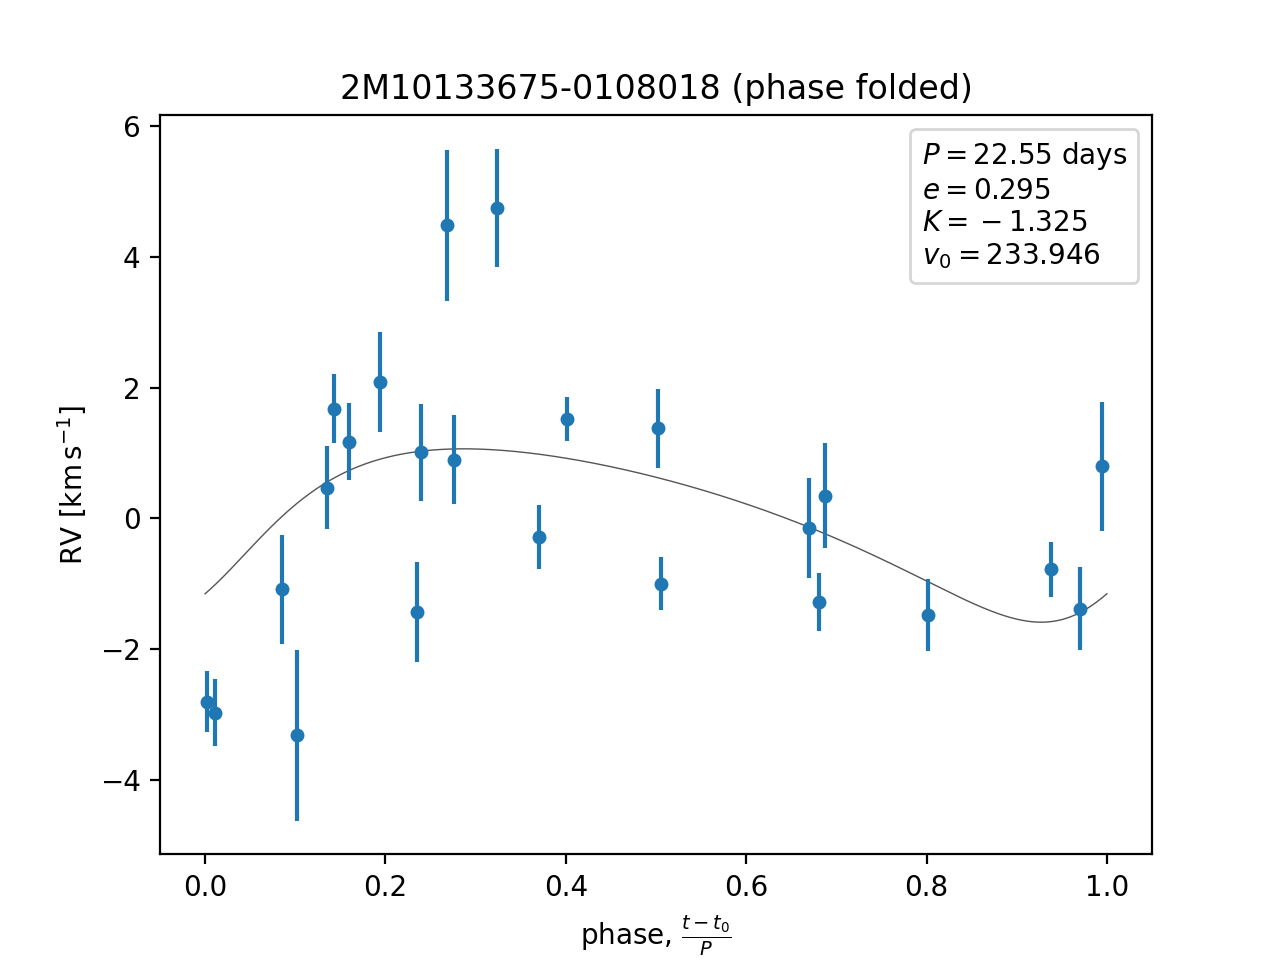 2M10133675-0108018 (phase folded)
P = 22.55 days
e = 0.295
K = −1.325
v₀ = 233.946
6
4
2
0
−2
−4
RV [km s⁻¹]
0.0 0.2 0.4 0.6 0.8 1.0
phase, (t − t₀)/P